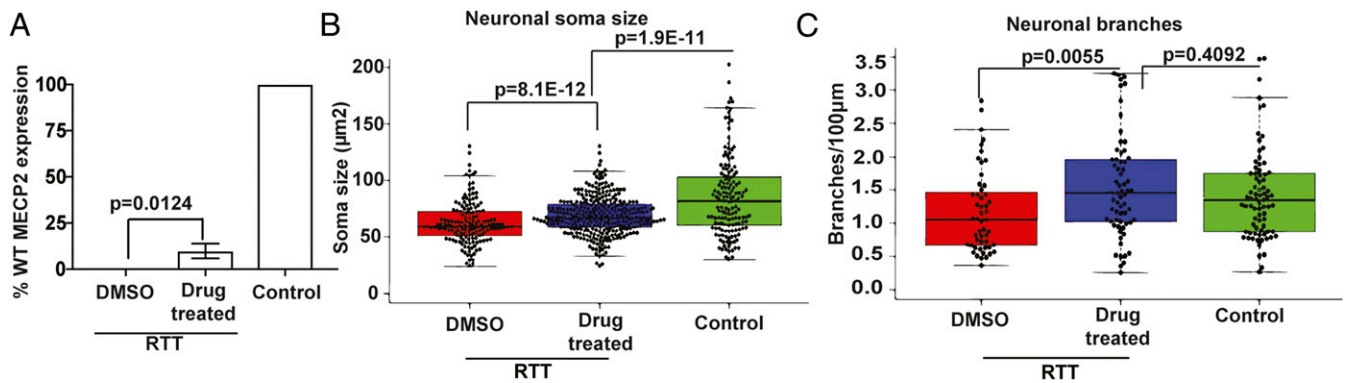 A
% WT MECP2 expression
100
75
50
25
0
p=0.0124
DMSO
Drug
treated
Control
RTT
B
Neuronal soma size
p=1.9E-11
p=8.1E-12
Soma size (µm2)
200
150
100
50
0
DMSO
Drug
treated
Control
RTT
C
Neuronal branches
p=0.0055
p=0.4092
Branches/100µm
3.5
3.0
2.5
2.0
1.5
1.0
0.5
0.0
DMSO
Drug
treated
Control
RTT